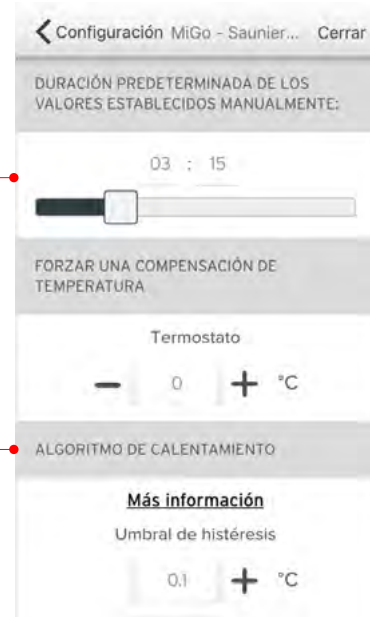 Configuración MiGo - Saunier... Cerrar
DURACIÓN PREDETERMINADA DE LOS
VALORES ESTABLECIDOS MANUALMENTE:
03 : 15
FORZAR UNA COMPENSACIÓN DE
TEMPERATURA
Termostato
0 °C
ALGORITMO DE CALENTAMIENTO
Más información
Umbral de histéresis
0.1 °C